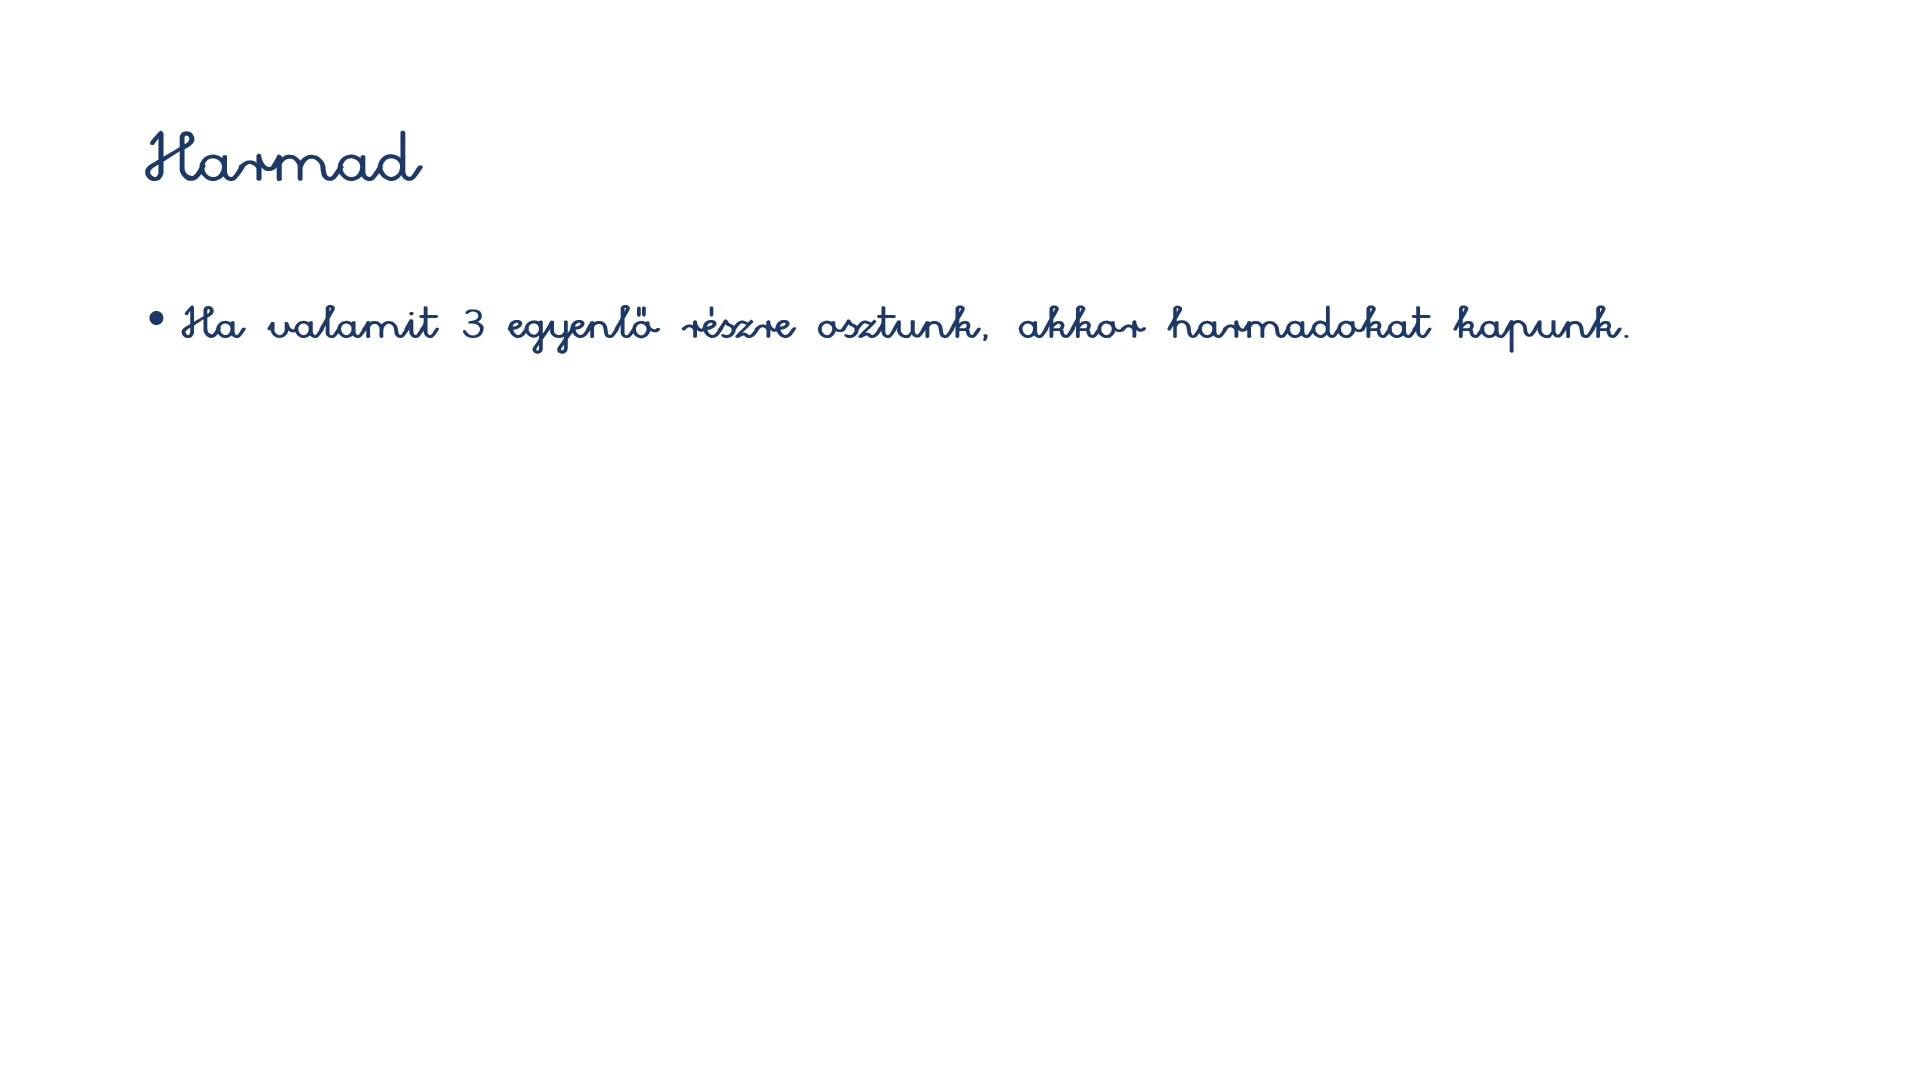 Harmad
• Ha valamit 3 egyenlő részre osztunk, akkor harmadokat kapunk.